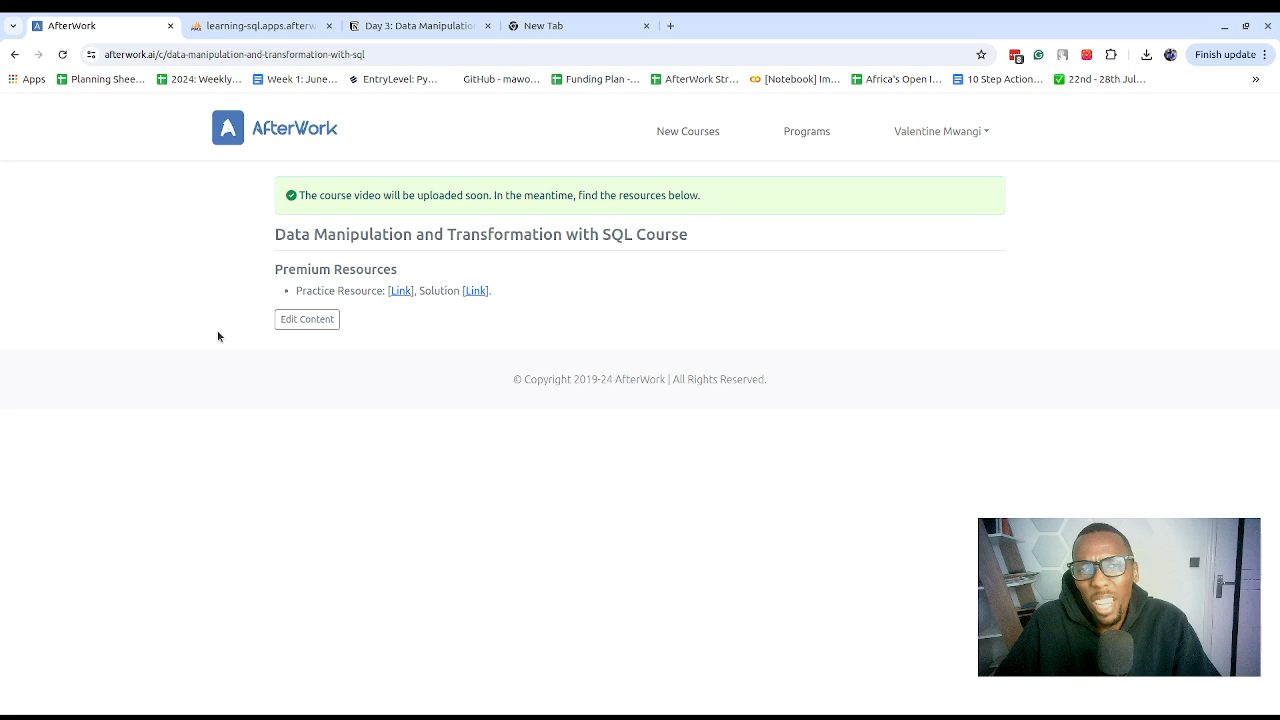 AfterWork
learning-sql.apps.afterw
Day 3: Data Manipulation
New Tab
afterwork.ai/c/data-manipulation-and-transformation-with-sql
Finish update
Apps
Planning Shee...
2024: Weekly...
Week 1: June...
EntryLevel: Py...
GitHub - mawo...
Funding Plan -...
AfterWork Str...
[Notebook] Im...
Africa's Open I...
10 Step Action...
22nd - 28th Jul...
AfterWork
New Courses
Programs
Valentine Mwangi
The course video will be uploaded soon. In the meantime, find the resources below.
Data Manipulation and Transformation with SQL Course
Premium Resources
• Practice Resource: [Link], Solution [Link].
Edit Content
© Copyright 2019-24 AfterWork | All Rights Reserved.